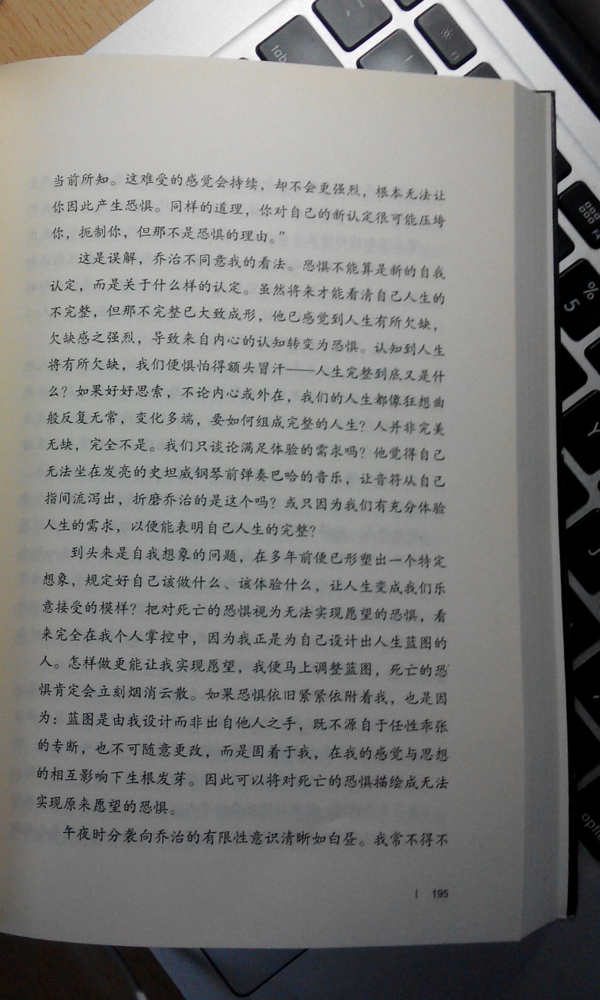 tab
当前所知。这难受的感觉会持续，却不会更强烈，根本无法让
你因此产生恐惧。同样的道理，你对自己的新认定很可能压垮
你，扼制你，但那不是恐惧的理由。”
这是误解，乔治不同意我的看法。恐惧不能算是新的自我
认定，而是关于什么样的认定。虽然将来才能看清自己人生的
不完整，但那不完整已大致成形，他已感觉到人生有所欠缺，
欠缺感之强烈，导致来自内心的认知转变为恐惧。认知到人生
将有所欠缺，我们便惧怕得额头冒汗——人生完整到底又是什
么？如果好好思索，不论内心或外在，我们的人生都像狂想曲
般反复无常，变化多端，要如何组成完整的人生？人并非完美
无缺，完全不是。我们只谈论满足体验的需求吗？他觉得自己
无法坐在发亮的史坦威钢琴前弹奏巴哈的音乐，让音符从自己
指间流泻出，折磨乔治的是这个吗？或只因为我们有充分体验
人生的需求，以便能表明自己人生的完整？
到头来是自我想象的问题，在多年前便已形塑出一个特定
想象，规定好自己该做什么、该体验什么，让人生变成我们乐
意接受的模样？把对死亡的恐惧视为无法实现愿望的恐惧，看
来完全在我个人掌控中，因为我正是为自己设计出人生蓝图的
人。怎样做更能让我实现愿望，我便马上调整蓝图，死亡的恐
惧肯定会立刻烟消云散。如果恐惧依旧紧紧依附着我，也是因
为：蓝图是由我设计而非出自他人之手，既不源自于任性乖张
的专断，也不可随意更改，而是固着于我，在我的感觉与思想
的相互影响下生根发芽。因此可以将对死亡的恐惧描绘成无法
实现原来愿望的恐惧。
午夜时分袭向乔治的有限性意识清晰如白昼。我常不得不
| 195
F4
%
5
Y
optio